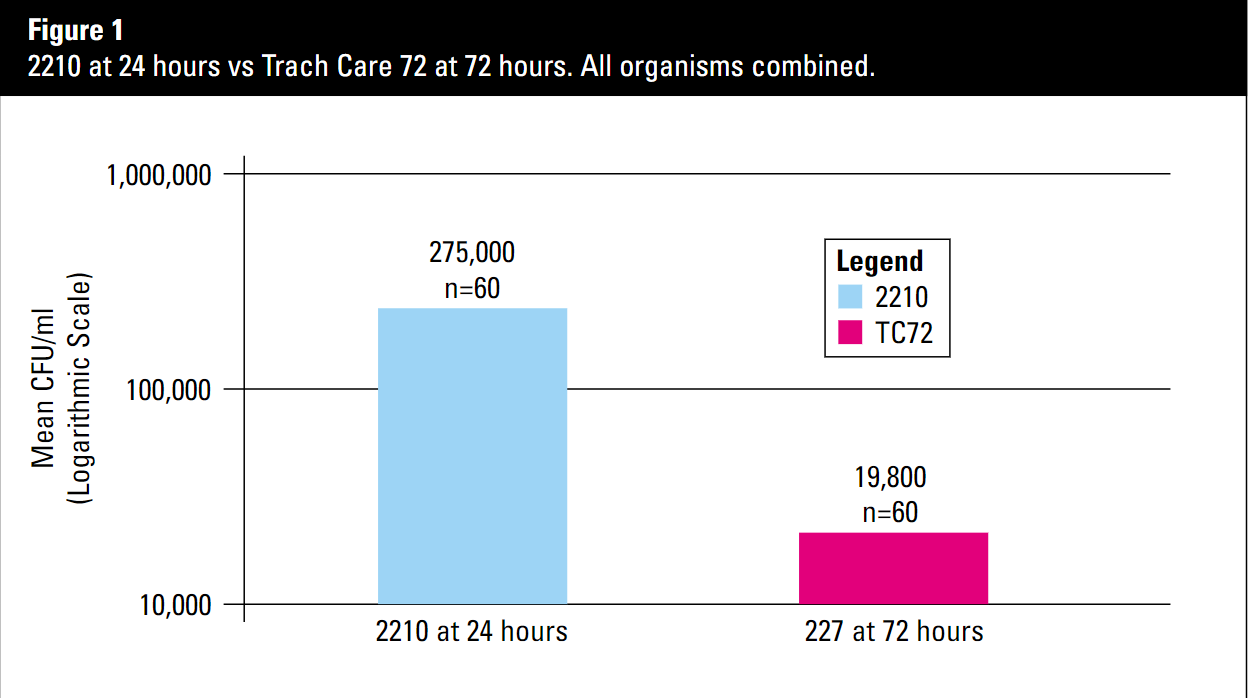 Figure 1
2210 at 24 hours vs Trach Care 72 at 72 hours. All organisms combined.
Mean CFU/ml
(Logarithmic Scale)
1,000,000
100,000
10,000
275,000
n=60
19,800
n=60
Legend
2210
TC72
2210 at 24 hours
227 at 72 hours